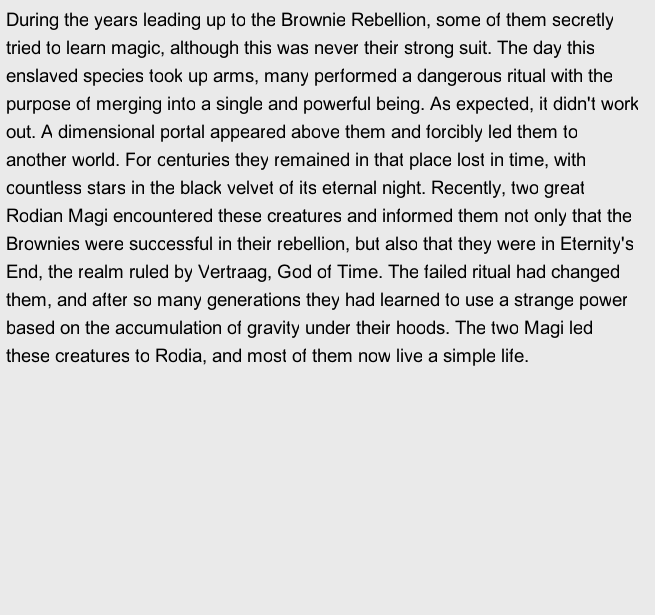 During the years leading up to the Brownie Rebellion, some of them secretly
tried to learn magic, although this was never their strong suit. The day this
enslaved species took up arms, many performed a dangerous ritual with the
purpose of merging into a single and powerful being. As expected, it didn't work
out. A dimensional portal appeared above them and forcibly led them to
another world. For centuries they remained in that place lost in time, with
countless stars in the black velvet of its eternal night. Recently, two great
Rodian Magi encountered these creatures and informed them not only that the
Brownies were successful in their rebellion, but also that they were in Eternity's
End, the realm ruled by Vertraag, God of Time. The failed ritual had changed
them, and after so many generations they had learned to use a strange power
based on the accumulation of gravity under their hoods. The two Magi led
these creatures to Rodia, and most of them now live a simple life.